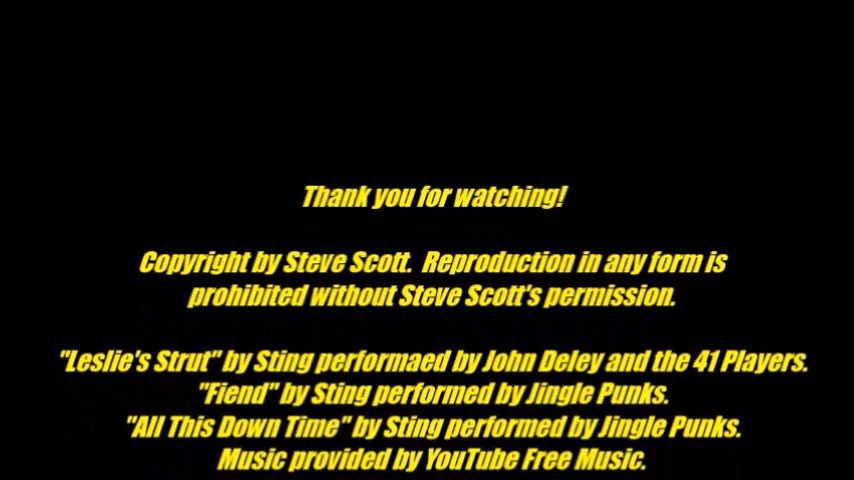 Thank you for watching!
Copyright by Steve Scott. Reproduction in any form is
prohibited without Steve Scott's permission.
"Leslie's Strut" by Sting performaed by John Deley and the 41 Players.
"Fiend" by Sting performed by Jingle Punks.
"All This Down Time" by Sting performed by Jingle Punks.
Music provided by YouTube Free Music.